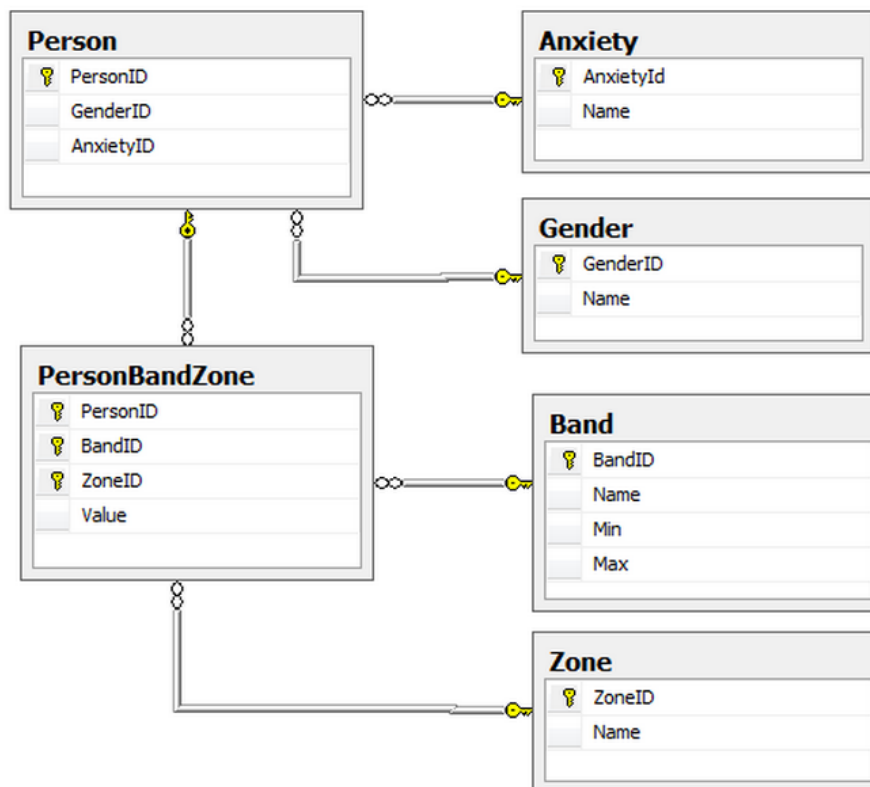 Person
PersonID
GenderID
AnxietyID
Anxiety
AnxietyId
Name
Gender
GenderID
Name
PersonBandZone
PersonID
BandID
ZoneID
Value
Band
BandID
Name
Min
Max
Zone
ZoneID
Name